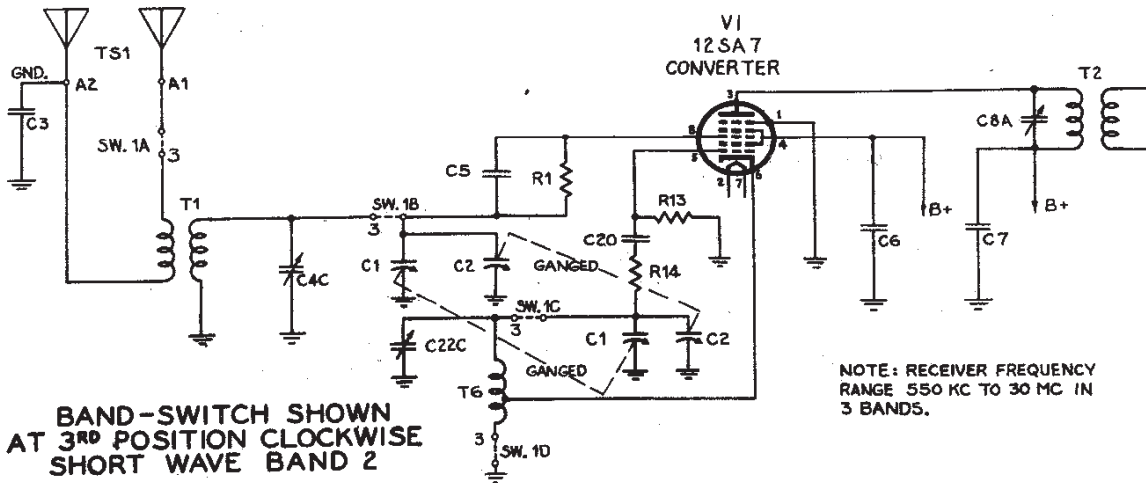 V1
12SA7
CONVERTER
TS1
GND.
A2
A1
C3
SW. 1A
3
T1
C4C
SW. 1B
3
C5
R1
8
5
3
1
4
6
2
7
R13
C20
R14
C1
C2
GANGED
SW. 1C
3
C22C
C1
C2
GANGED
T6
3
SW. 1D
C6
B+
C7
B+
C8A
T2
NOTE: RECEIVER FREQUENCY
RANGE 550 KC TO 30 MC IN
3 BANDS.
BAND-SWITCH SHOWN
AT 3RD POSITION CLOCKWISE
SHORT WAVE BAND 2